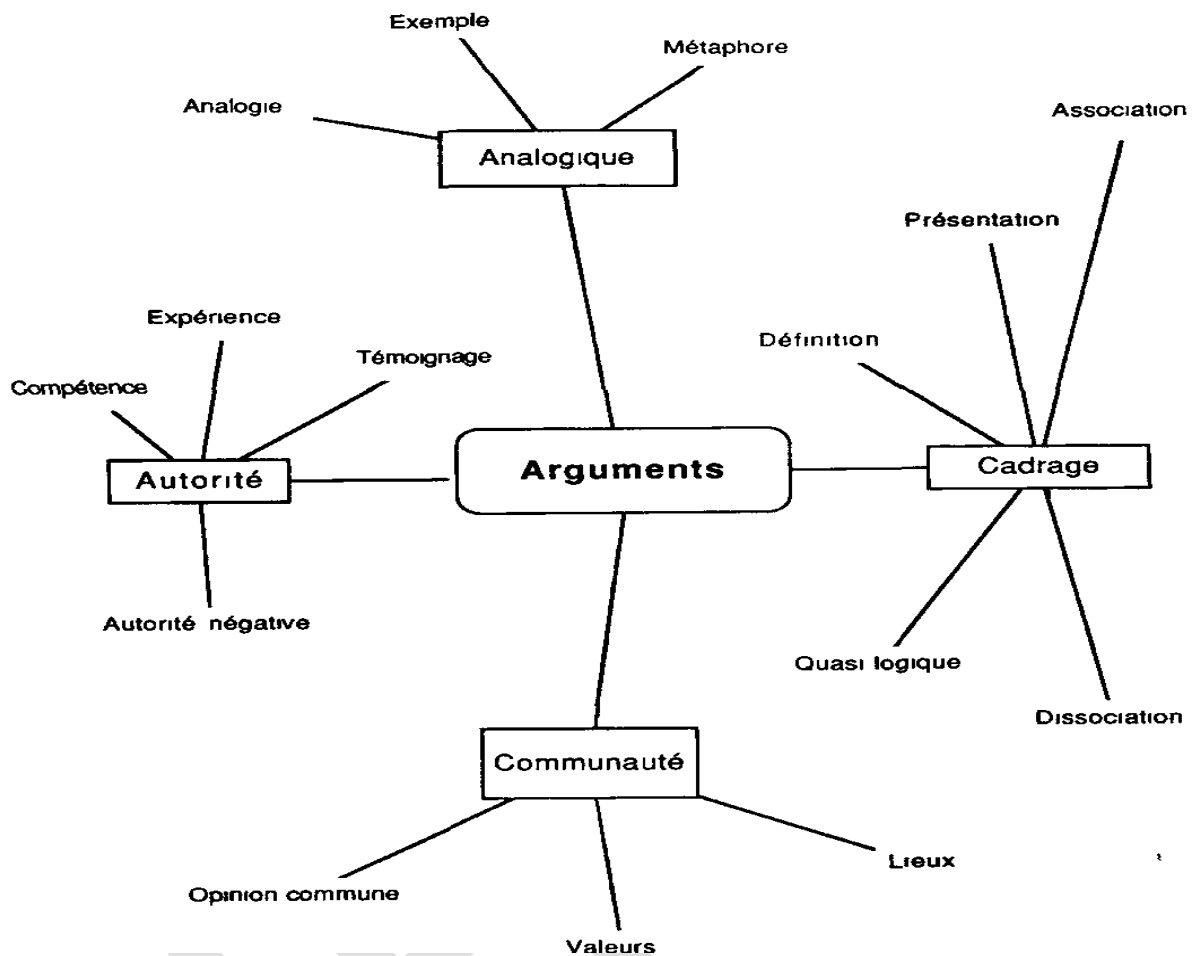 Exemple
Métaphore
Analogie
Association
Analogique
Présentation
Expérience
Définition
Témoignage
Compétence
Arguments
Cadrage
Autorité
Autorité négative
Quasi logique
Dissociation
Communauté
Lieux
Opinion commune
Valeurs